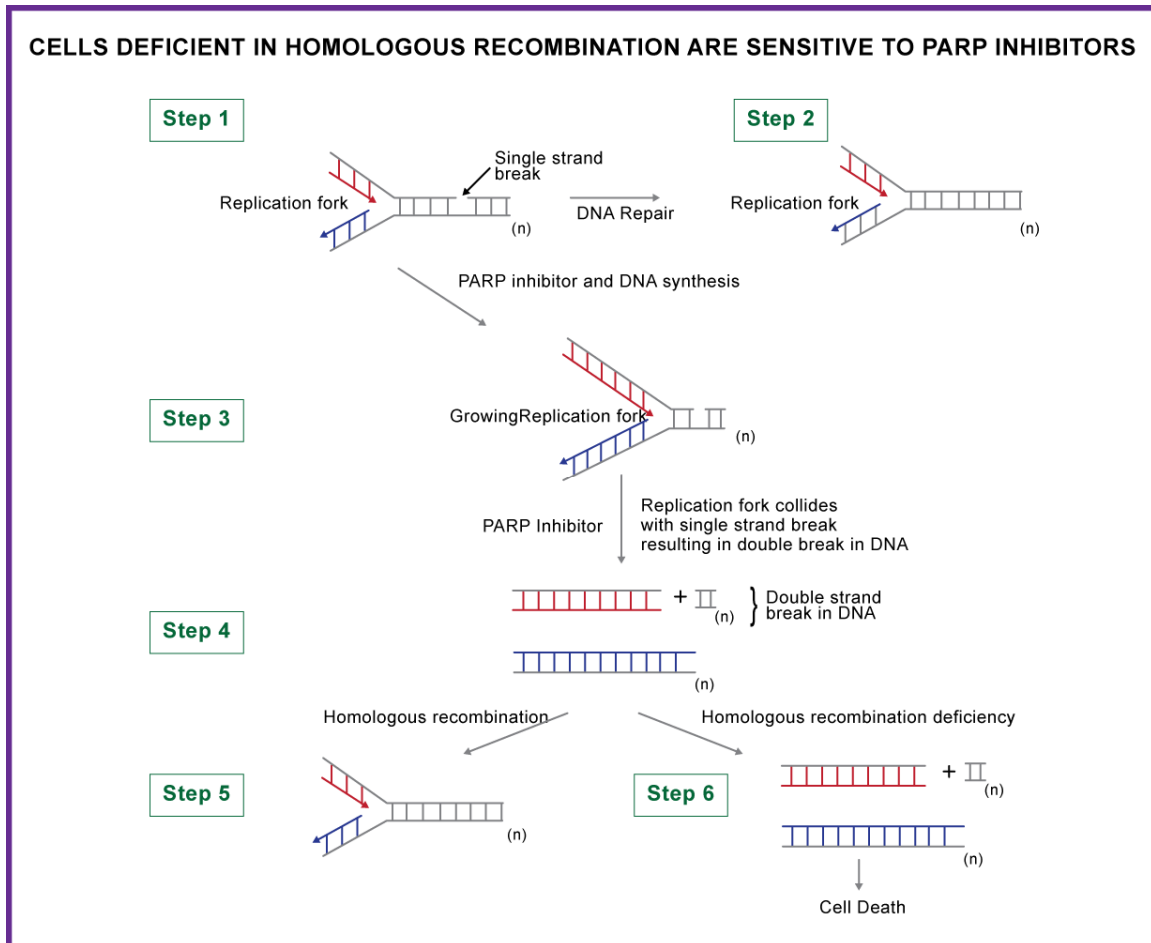 CELLS DEFICIENT IN HOMOLOGOUS RECOMBINATION ARE SENSITIVE TO PARP INHIBITORS
Step 1
Step 2
Single strand
break
Replication fork
(n)
DNA Repair
Replication fork
(n)
PARP inhibitor and DNA synthesis
Step 3
GrowingReplication fork
(n)
PARP Inhibitor
Replication fork collides
with single strand break
resulting in double break in DNA
Step 4
+
(n)
} Double strand
break in DNA
(n)
Homologous recombination
Homologous recombination deficiency
Step 5
(n)
Step 6
+
(n)
(n)
Cell Death